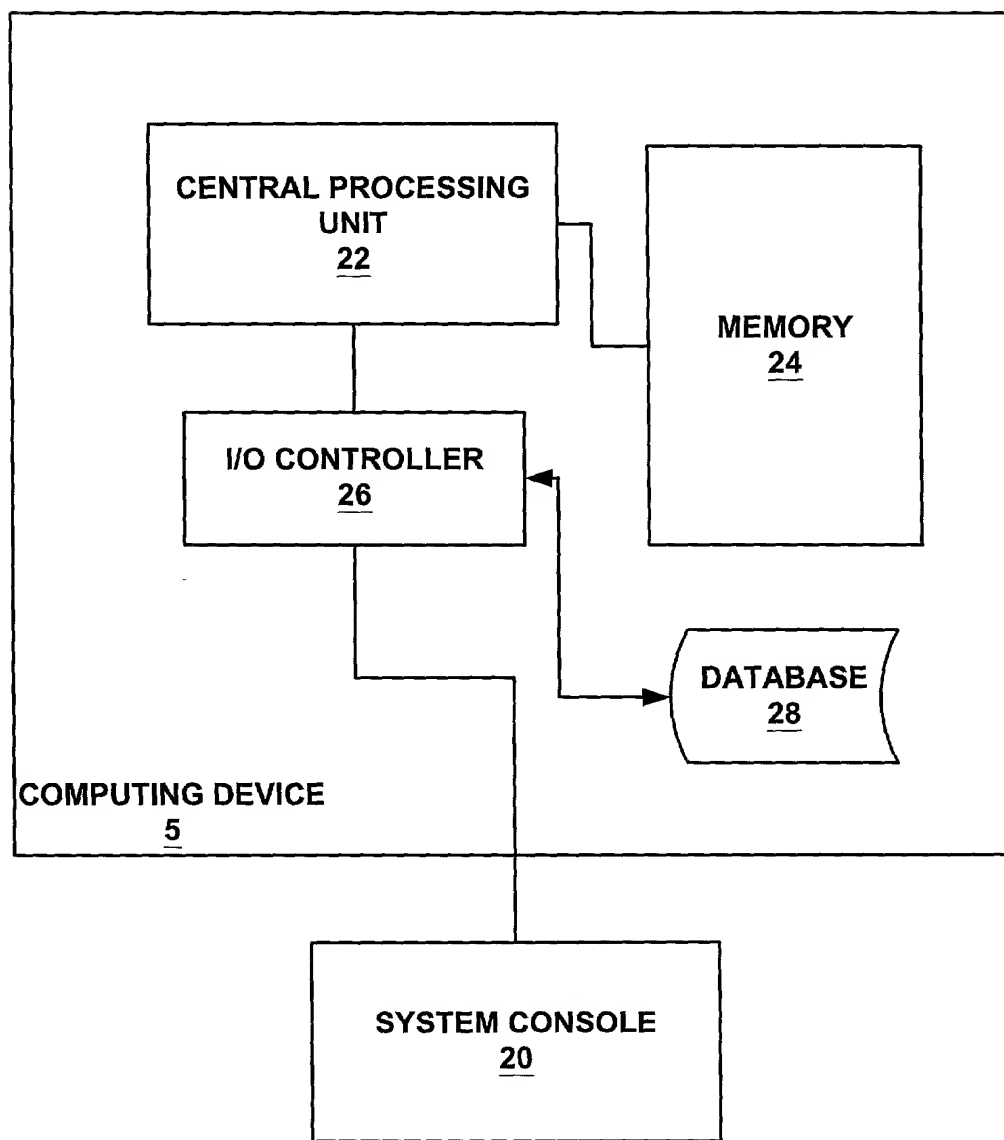 CENTRAL PROCESSING
UNIT
22
MEMORY
24
I/O CONTROLLER
26
DATABASE
28
COMPUTING DEVICE
5
SYSTEM CONSOLE
20